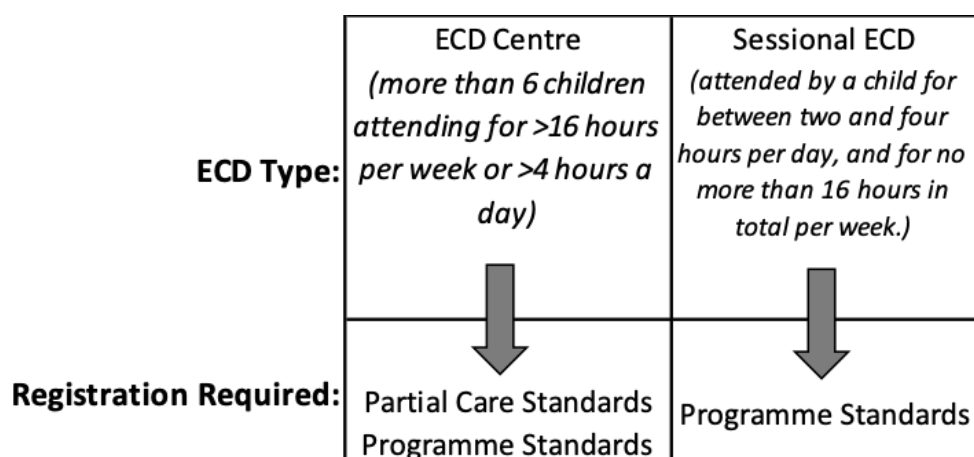 ECD Type:
ECD Centre
(more than 6 children
attending for >16 hours
per week or >4 hours a
day)
Sessional ECD
(attended by a child for
between two and four
hours per day, and for no
more than 16 hours in
total per week.)
Registration Required:
Partial Care Standards
Programme Standards
Programme Standards